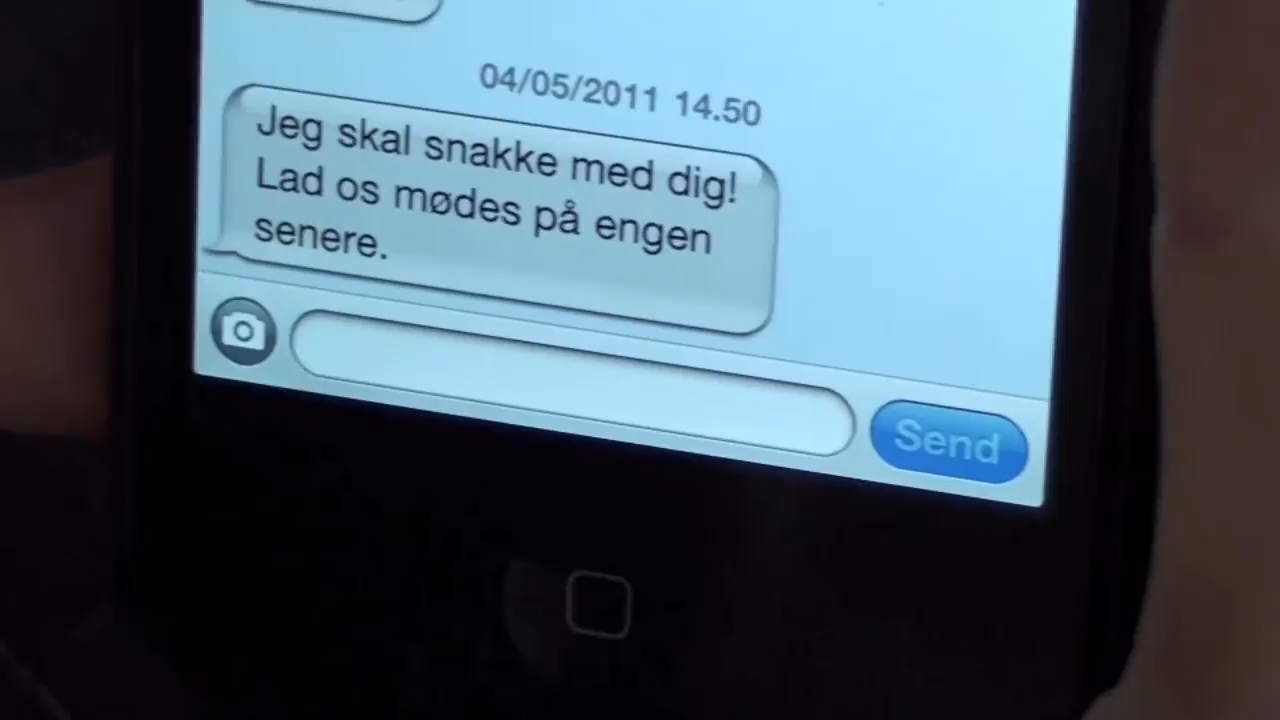 04/05/2011 14.50
Jeg skal snakke med dig!
Lad os mødes på engen
senere.
Send